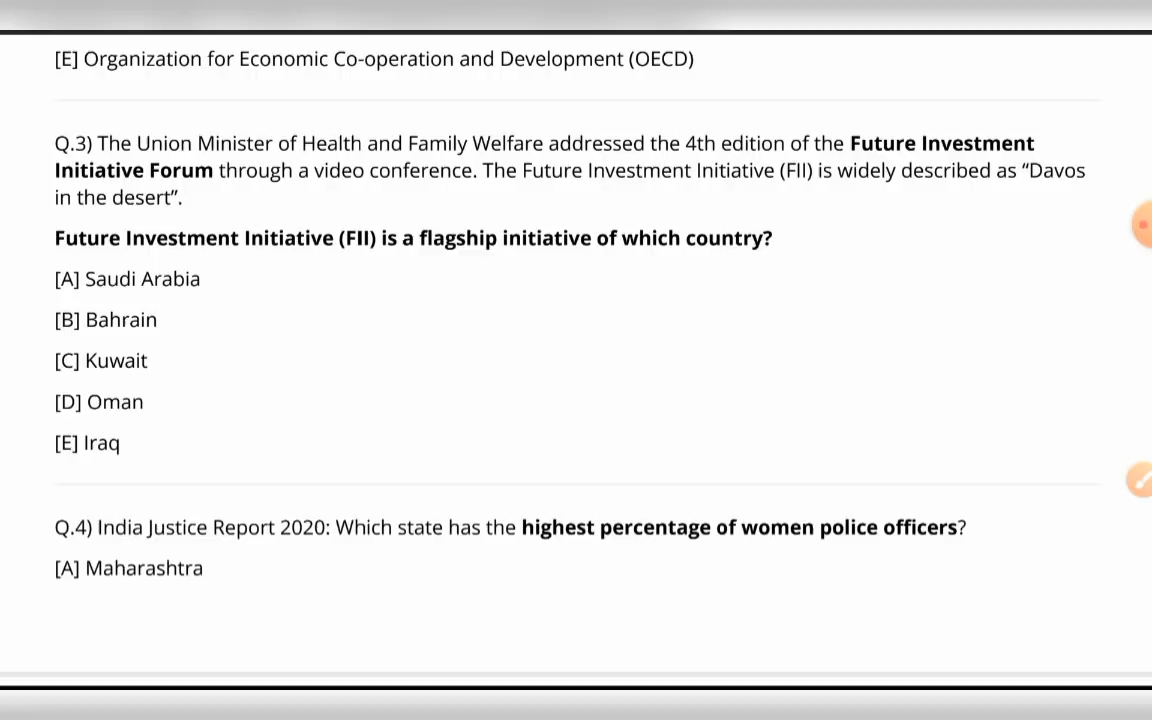 [E] Organization for Economic Co-operation and Development (OECD)
Q.3) The Union Minister of Health and Family Welfare addressed the 4th edition of the Future Investment
Initiative Forum through a video conference. The Future Investment Initiative (FII) is widely described as “Davos
in the desert”.
Future Investment Initiative (FII) is a flagship initiative of which country?
[A] Saudi Arabia
[B] Bahrain
[C] Kuwait
[D] Oman
[E] Iraq
Q.4) India Justice Report 2020: Which state has the highest percentage of women police officers?
[A] Maharashtra